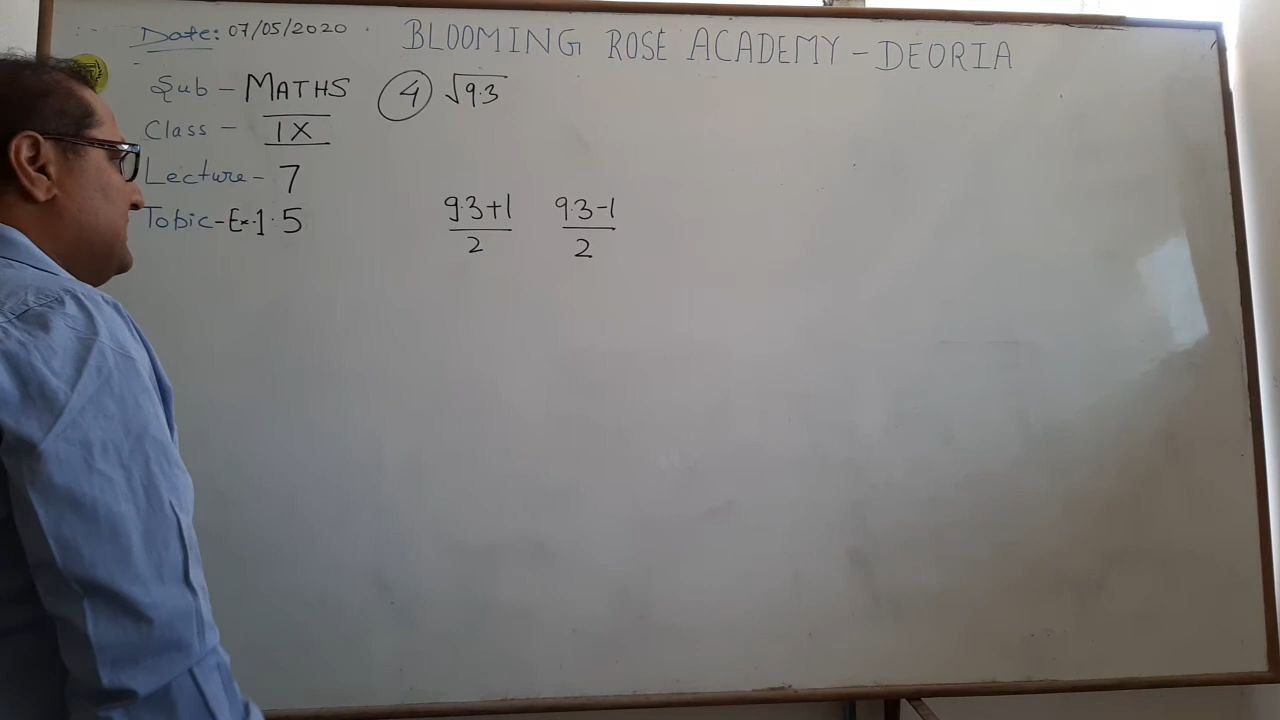 Date: 07/05/2020
BLOOMING ROSE ACADEMY - DEORIA
Sub - MATHS
Class - IX
Lecture - 7
Tobic - Ex. 1.5
4 √9.3
9.3+1 9.3-1
2 2